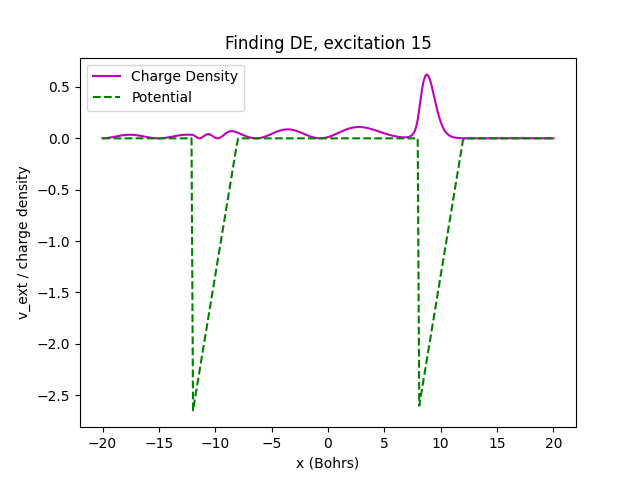 Finding DE, excitation 15
Charge Density
Potential
v_ext / charge density
0.5
0.0
−0.5
−1.0
−1.5
−2.0
−2.5
−20 −15 −10 −5 0 5 10 15 20
x (Bohrs)